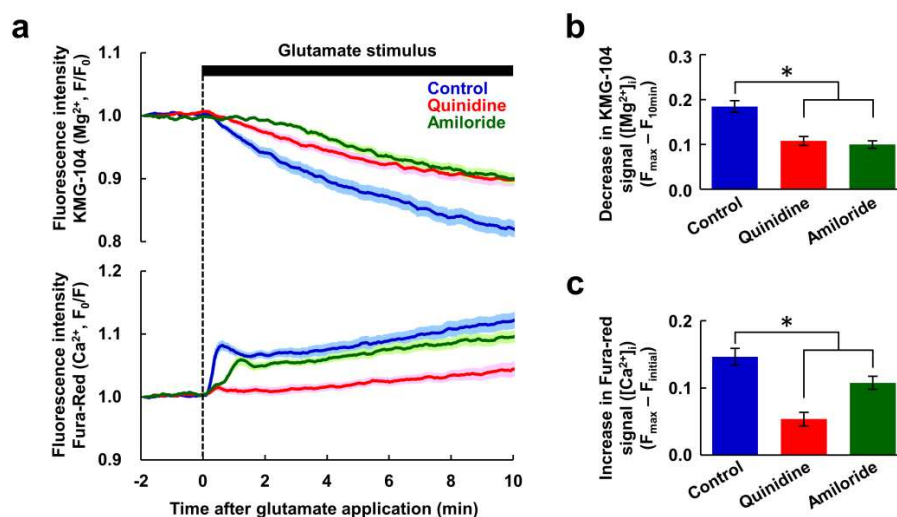 a
Glutamate stimulus
Control
Quinidine
Amiloride
Fluorescence intensity
KMG-104 (Mg²⁺, F/F₀)
1.1
1.0
0.9
0.8
Fluorescence intensity
Fura-Red (Ca²⁺, F₀/F)
1.2
1.1
1.0
0.9
-2
0
2
4
6
8
10
Time after glutamate application (min)
b
Decrease in KMG-104
signal ([Mg²⁺]ᵢ)
(Fmax – F10min)
0.3
0.2
0.1
0.0
*
Control
Quinidine
Amiloride
c
Increase in Fura-red
signal ([Ca²⁺]ᵢ)
(Fmax – Finitial)
0.2
0.1
0.0
*
Control
Quinidine
Amiloride